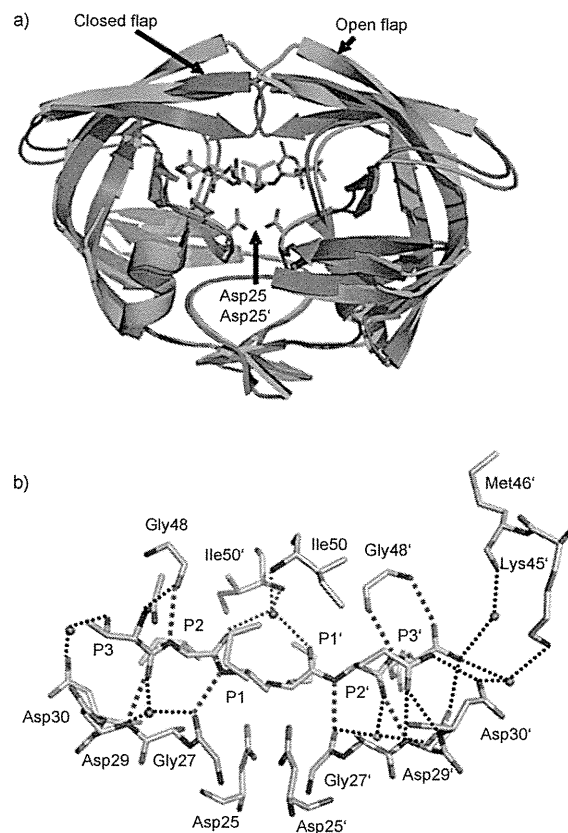 a)
Closed flap
Open flap
Asp25
Asp25‘
b)
Met46‘
Gly48
Ile50‘
Ile50
Gly48‘
Lys45‘
P2
P1‘
P3‘
P3
P1
P2‘
Asp30
Asp30‘
Asp29
Gly27
Gly27‘
Asp29‘
Asp25
Asp25‘